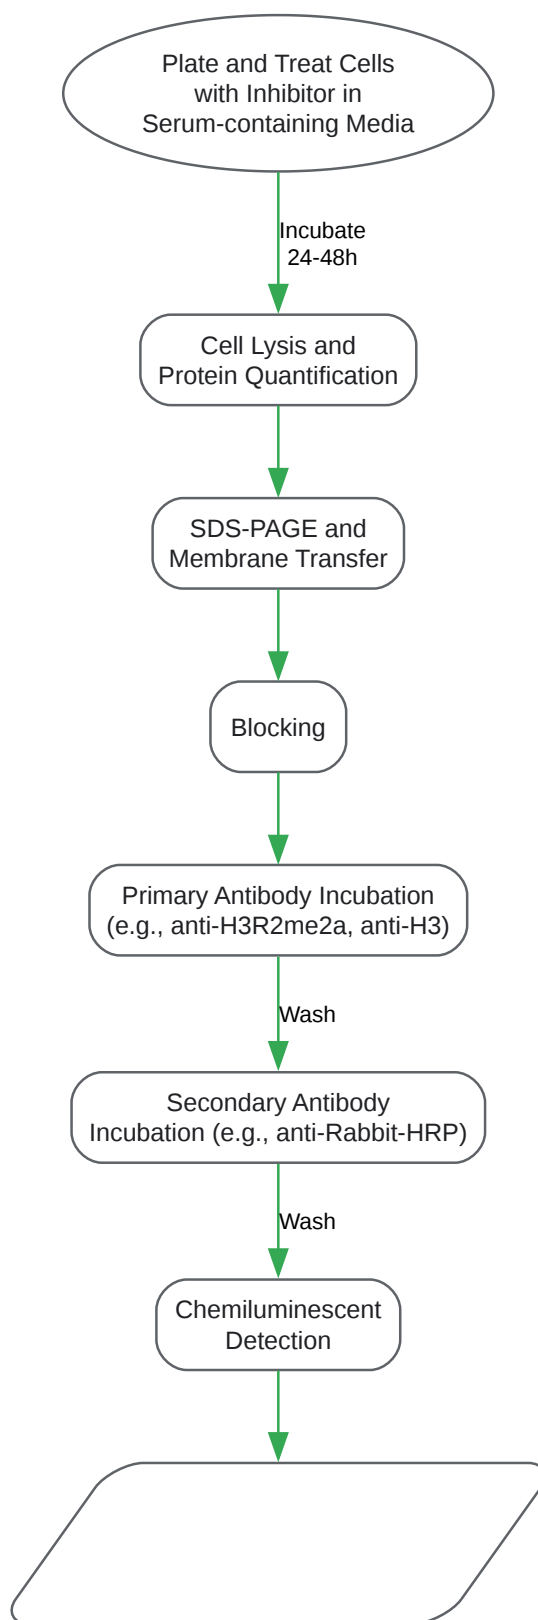 Plate and Treat Cells
with Inhibitor in
Serum-containing Media
Incubate
24-48h
Cell Lysis and
Protein Quantification
SDS-PAGE and
Membrane Transfer
Blocking
Primary Antibody Incubation
(e.g., anti-H3R2me2a, anti-H3)
Wash
Secondary Antibody
Incubation (e.g., anti-Rabbit-HRP)
Wash
Chemiluminescent
Detection